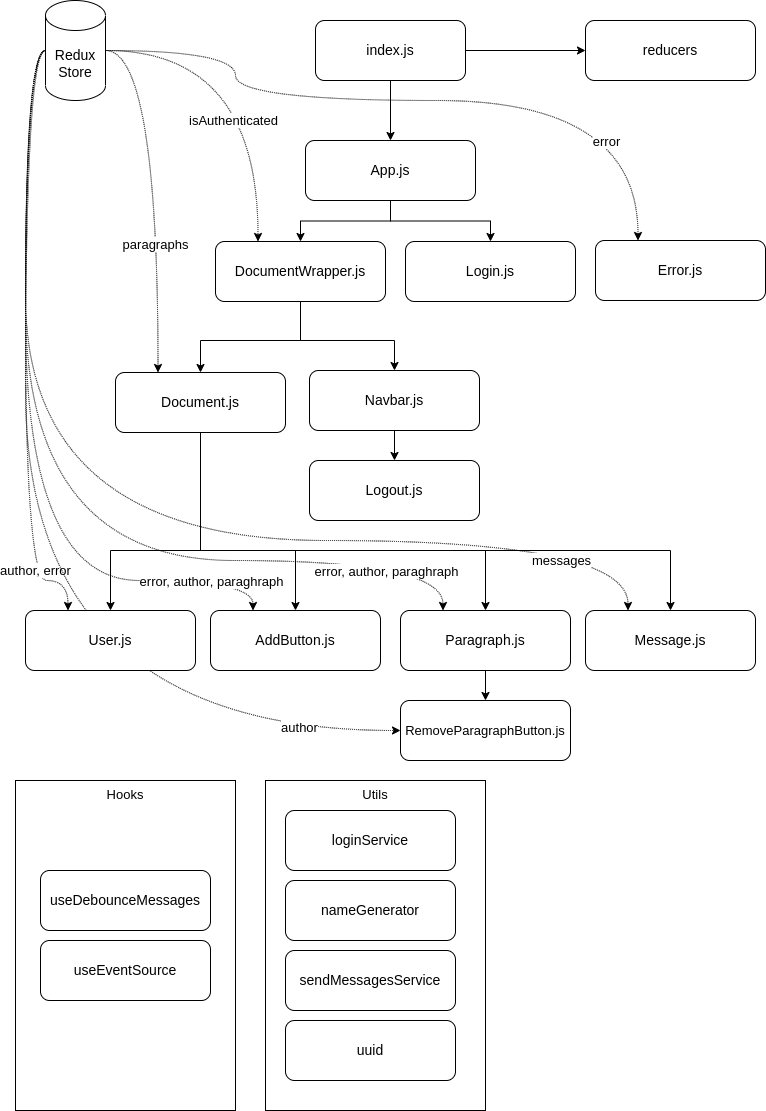 Redux
Store
index.js
reducers
isAuthenticated
error
App.js
paragraphs
DocumentWrapper.js
Login.js
Error.js
Document.js
Navbar.js
Logout.js
author, error
error, author, paraghraph
error, author, paraghraph
messages
User.js
AddButton.js
Paragraph.js
Message.js
author
RemoveParagraphButton.js
Hooks
useDebounceMessages
useEventSource
Utils
loginService
nameGenerator
sendMessagesService
uuid